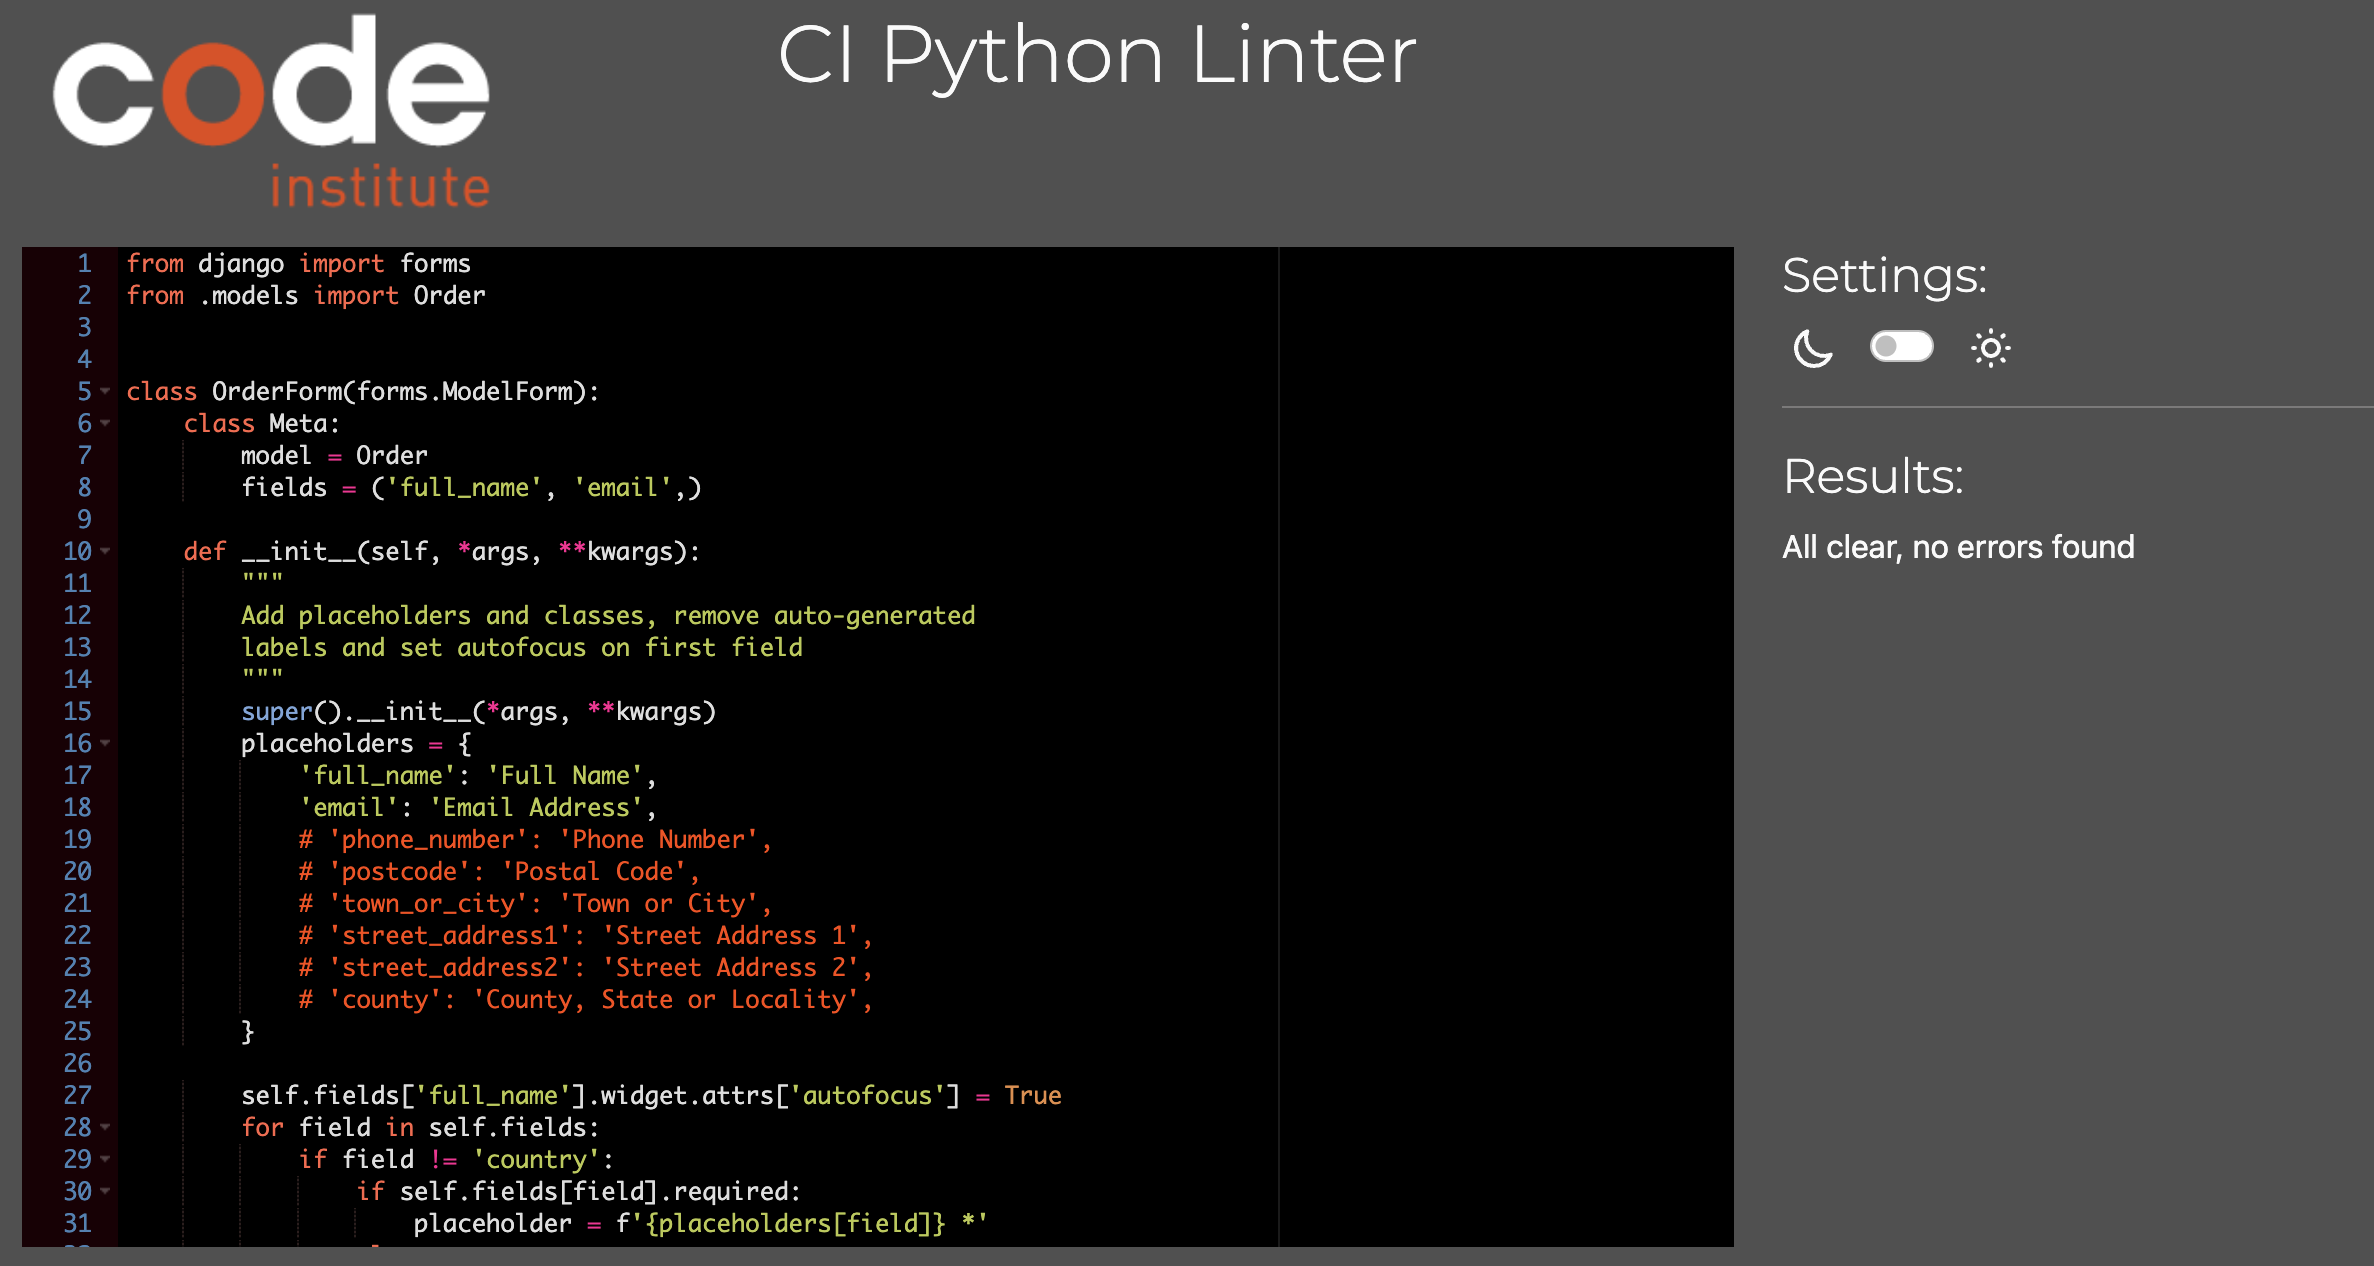 code
institute
CI Python Linter
1 from django import forms
2 from .models import Order
3
4
5 class OrderForm(forms.ModelForm):
6     class Meta:
7         model = Order
8         fields = ('full_name', 'email',)
9
10     def __init__(self, *args, **kwargs):
11         """
12         Add placeholders and classes, remove auto-generated
13         labels and set autofocus on first field
14         """
15         super().__init__(*args, **kwargs)
16         placeholders = {
17             'full_name': 'Full Name',
18             'email': 'Email Address',
19             # 'phone_number': 'Phone Number',
20             # 'postcode': 'Postal Code',
21             # 'town_or_city': 'Town or City',
22             # 'street_address1': 'Street Address 1',
23             # 'street_address2': 'Street Address 2',
24             # 'county': 'County, State or Locality',
25         }
26
27         self.fields['full_name'].widget.attrs['autofocus'] = True
28         for field in self.fields:
29             if field != 'country':
30                 if self.fields[field].required:
31                     placeholder = f'{placeholders[field]} *'
Settings:
Results:
All clear, no errors found